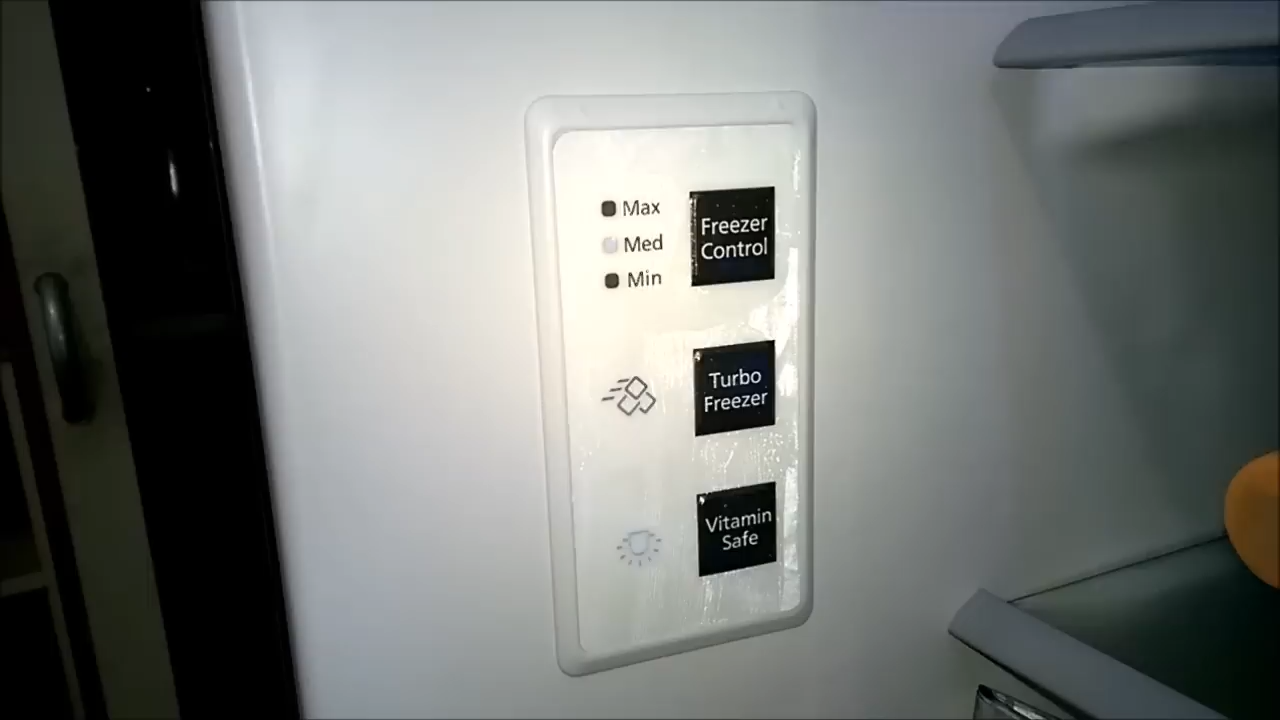 Max
Med
Min
Freezer
Control
Turbo
Freezer
Vitamin
Safe